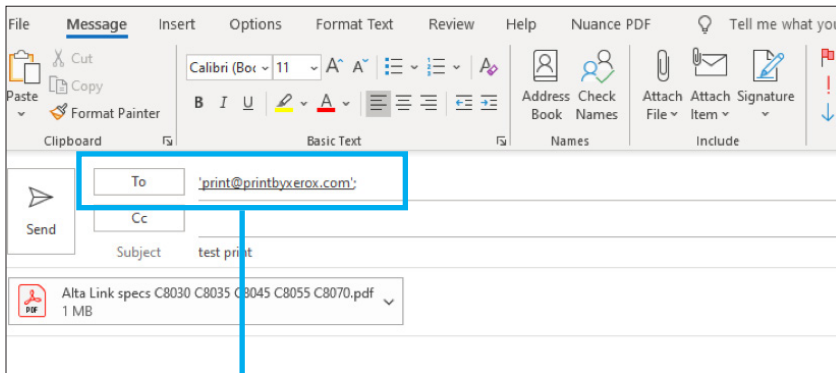 File Message Insert Options Format Text Review Help Nuance PDF Tell me what you
Cut
Copy
Paste
Format Painter
Calibri (Boc 11 A A A
B I U A
Address Book
Check Names
Attach File
Attach Item
Signature
Clipboard Basic Text Names Include
To 'print@printbyxerox.com';
Cc
Send
Subject test print
PDF
Alta Link specs C8030 C8035 C8045 C8055 C8070.pdf
1 MB